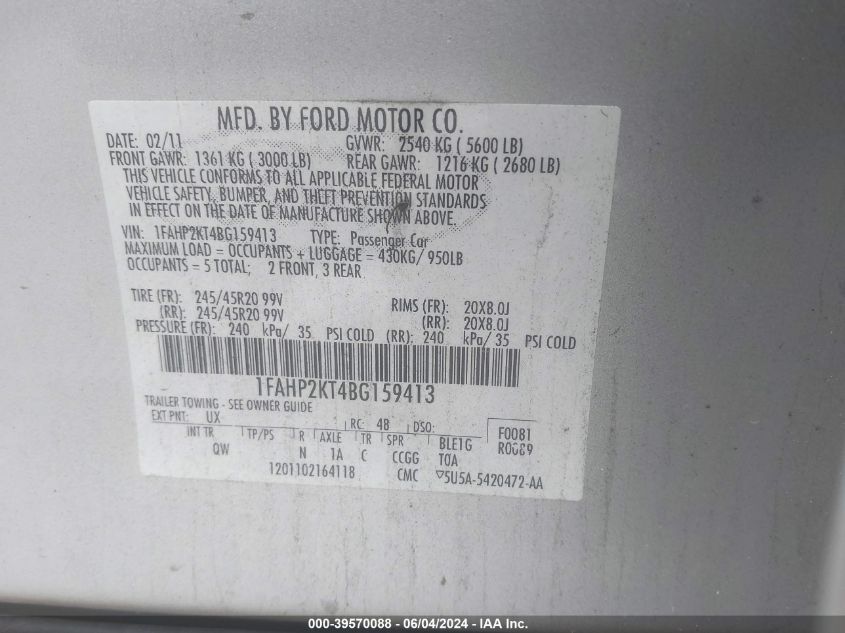 MFD. BY FORD MOTOR CO.
DATE: 02/11 GVWR: 2540 KG ( 5600 LB)
FRONT GAWR: 1361 KG ( 3000 LB) REAR GAWR: 1216 KG ( 2680 LB)
THIS VEHICLE CONFORMS TO ALL APPLICABLE FEDERAL MOTOR
VEHICLE SAFETY, BUMPER, AND THEFT PREVENTION STANDARDS
IN EFFECT ON THE DATE OF MANUFACTURE SHOWN ABOVE.
VIN: 1FAHP2KT4BG159413 TYPE: Passenger Car
MAXIMUM LOAD = OCCUPANTS + LUGGAGE = 430KG/ 950LB
OCCUPANTS = 5 TOTAL; 2 FRONT, 3 REAR
TIRE (FR): 245/45R20 99V RIMS (FR): 20X8.0J
(RR): 245/45R20 99V (RR): 20X8.0J
PRESSURE (FR): 240 kPa/ 35 PSI COLD (RR): 240 kPa/ 35 PSI COLD
1FAHP2KT4BG159413
TRAILER TOWING - SEE OWNER GUIDE
EXT PNT: UX RC: 48 DSO: F0081
INT TR TP/PS R AXLE TR SPR BLE1G
QW N 1A C CCGG TOA
1201102164118 CMC ▽5U5A-5420472-AA
000-39570088 - 06/04/2024 - IAA Inc.